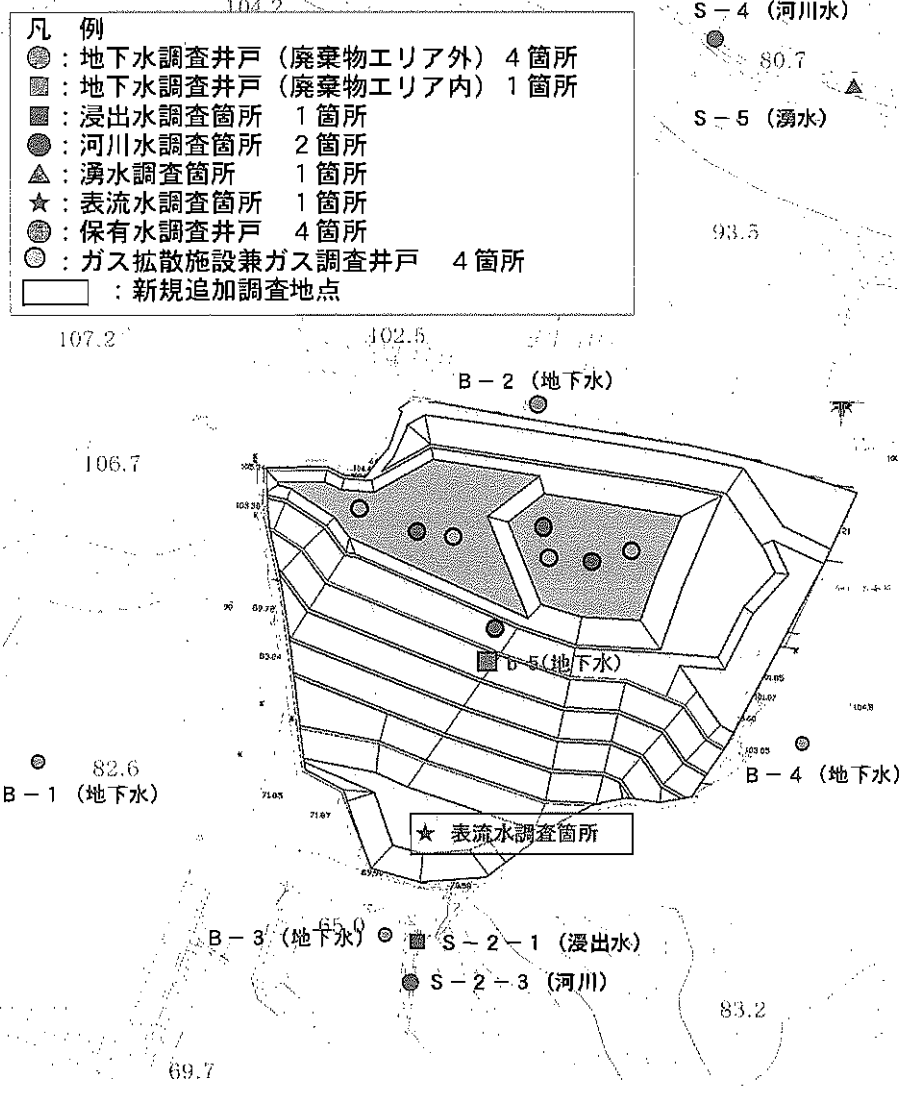 104.2
S－4（河川水）
80.7
S－5（湧水）
93.5
凡　例
：地下水調査井戸（廃棄物エリア外）4箇所
：地下水調査井戸（廃棄物エリア内）1箇所
：浸出水調査箇所　1箇所
：河川水調査箇所　2箇所
：湧水調査箇所　1箇所
★：表流水調査箇所　1箇所
：保有水調査井戸　4箇所
：ガス拡散施設兼ガス調査井戸　4箇所
：新規追加調査地点
107.2
102.5
B－2（地下水）
106.7
b-5(地下水)
82.6
B－1（地下水）
B－4（地下水）
71.03
71.87
103.03
★ 表流水調査箇所
65.0
B－3（地下水）
S－2－1（浸出水）
S－2－3（河川）
83.2
69.7